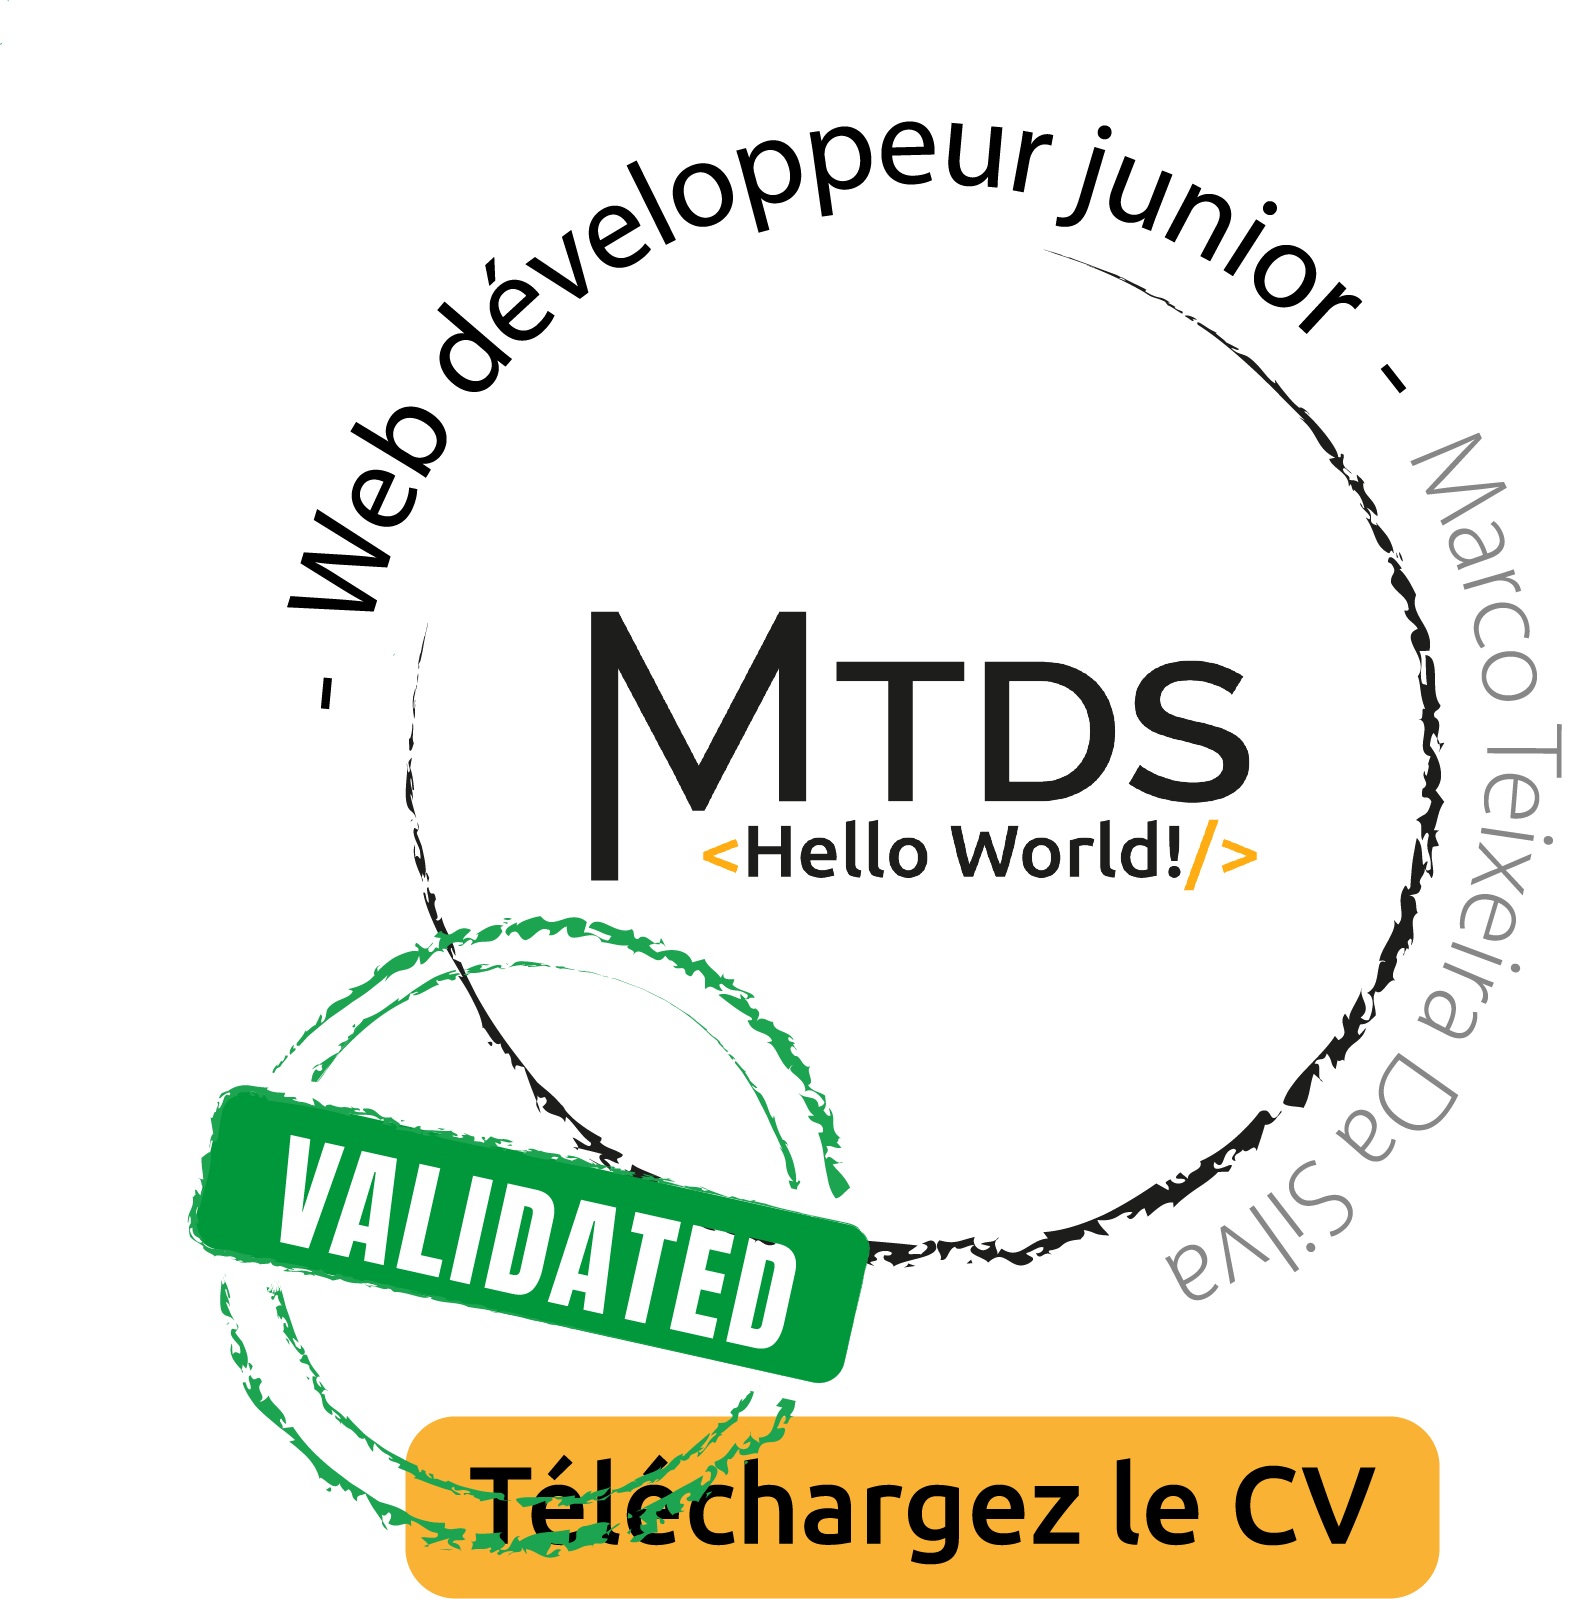 - Web développeur junior -
Marco Teixeira Da Silva
MTDS
<Hello World!/>
VALIDATED
Téléchargez le CV